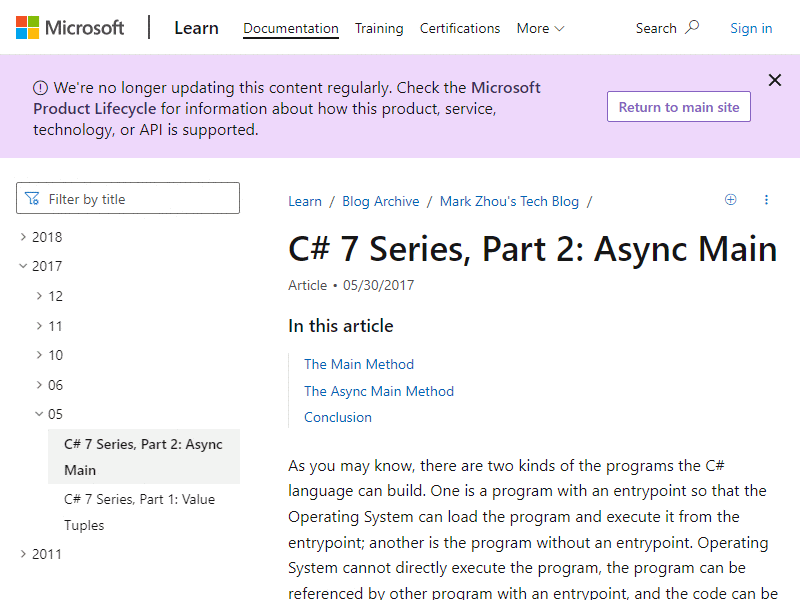 Microsoft
Learn
Documentation
Training
Certifications
More
Search
Sign in
We're no longer updating this content regularly. Check the Microsoft
Product Lifecycle for information about how this product, service,
technology, or API is supported.
Return to main site
Filter by title
2018
2017
12
11
10
06
05
C# 7 Series, Part 2: Async
Main
C# 7 Series, Part 1: Value
Tuples
2011
Learn / Blog Archive / Mark Zhou's Tech Blog /
C# 7 Series, Part 2: Async Main
Article • 05/30/2017
In this article
The Main Method
The Async Main Method
Conclusion
As you may know, there are two kinds of the programs the C#
language can build. One is a program with an entrypoint so that the
Operating System can load the program and execute it from the
entrypoint; another is the program without an entrypoint. Operating
System cannot directly execute the program, the program can be
referenced by other program with an entrypoint, and the code can be